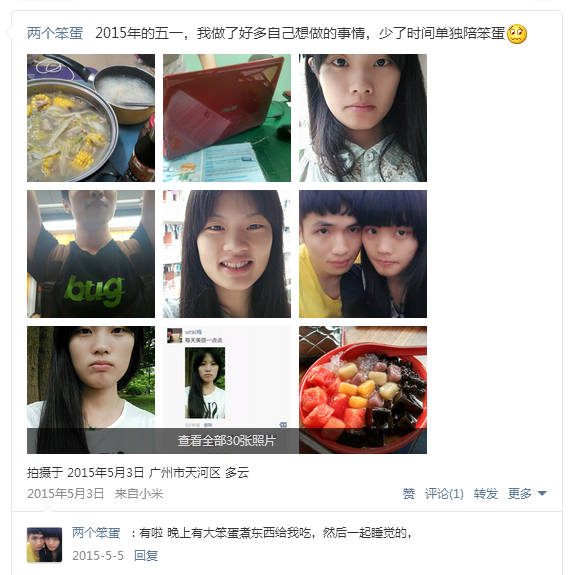 两个笨蛋 2015年的五一，我做了好多自己想做的事情，少了时间单独陪笨蛋
bug
每天美丽一点点
查看全部30张照片
拍摄于 2015年5月3日 广州市天河区 多云
2015年5月3日 来自小米 赞 评论(1) 转发 更多
两个笨蛋 : 有啦 晚上有大笨蛋煮东西给我吃，然后一起睡觉的，
2015-5-5 回复